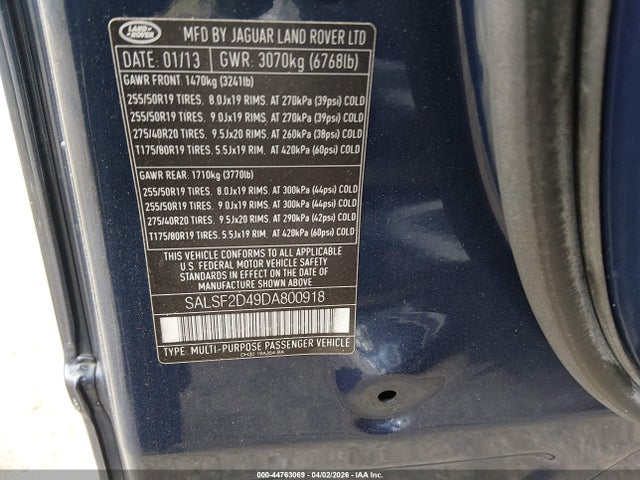 LAND ROVER
MFD BY JAGUAR LAND ROVER LTD
DATE: 01/13 GWR: 3070kg (6768lb)
GAWR FRONT: 1470kg (3241lb)
255/50R19 TIRES. 8.0Jx19 RIMS. AT 270kPa (39psi) COLD
255/50R19 TIRES. 9.0Jx19 RIMS. AT 270kPa (39psi) COLD
275/40R20 TIRES. 9.5Jx20 RIMS. AT 260kPa (38psi) COLD
T175/80R19 TIRES. 5.5Jx19 RIM. AT 420kPa (60psi) COLD
GAWR REAR: 1710kg (3770lb)
255/50R19 TIRES. 8.0Jx19 RIMS. AT 300kPa (44psi) COLD
255/50R19 TIRES. 9.0Jx19 RIMS. AT 300kPa (44psi) COLD
275/40R20 TIRES. 9.5Jx20 RIMS. AT 290kPa (42psi) COLD
T175/80R19 TIRES. 5.5Jx19 RIM. AT 420kPa (60psi) COLD
THIS VEHICLE CONFORMS TO ALL APPLICABLE
U.S. FEDERAL MOTOR VEHICLE SAFETY
STANDARDS IN EFFECT ON THE DATE OF
MANUFACTURE SHOWN ABOVE
SALSF2D49DA800918
TYPE: MULTI-PURPOSE PASSENGER VEHICLE
000-44763069 - 04/02/2026 - IAAI.COM